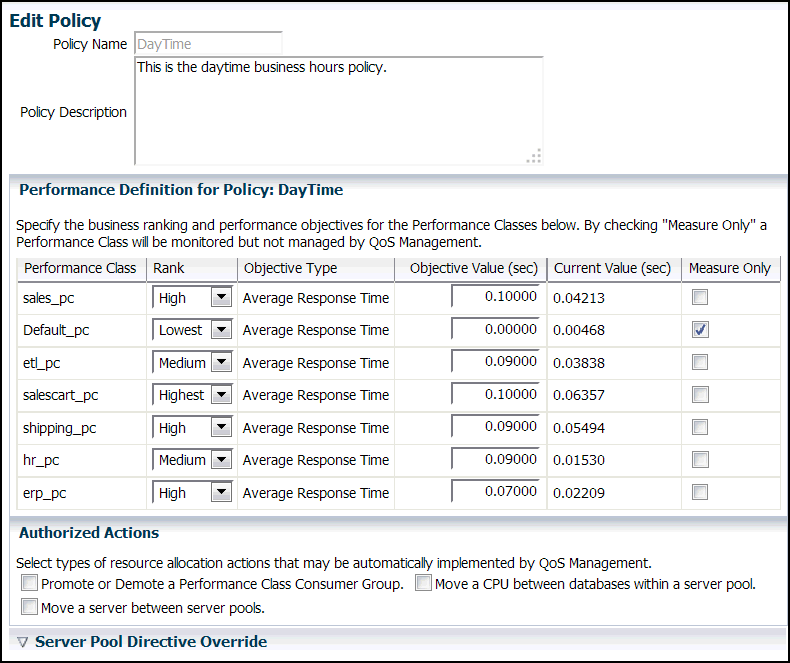 Edit Policy
Policy Name DayTime
Policy Description This is the daytime business hours policy.
Performance Definition for Policy: DayTime
Specify the business ranking and performance objectives for the Performance Classes below. By checking "Measure Only" a
Performance Class will be monitored but not managed by QoS Management.
Performance Class Rank Objective Type Objective Value (sec) Current Value (sec) Measure Only
sales_pc High Average Response Time 0.10000 0.04213
Default_pc Lowest Average Response Time 0.00000 0.00468
etl_pc Medium Average Response Time 0.09000 0.03838
salescart_pc Highest Average Response Time 0.10000 0.06357
shipping_pc High Average Response Time 0.09000 0.05494
hr_pc Medium Average Response Time 0.09000 0.01530
erp_pc High Average Response Time 0.07000 0.02209
Authorized Actions
Select types of resource allocation actions that may be automatically implemented by QoS Management.
Promote or Demote a Performance Class Consumer Group. Move a CPU between databases within a server pool.
Move a server between server pools.
Server Pool Directive Override